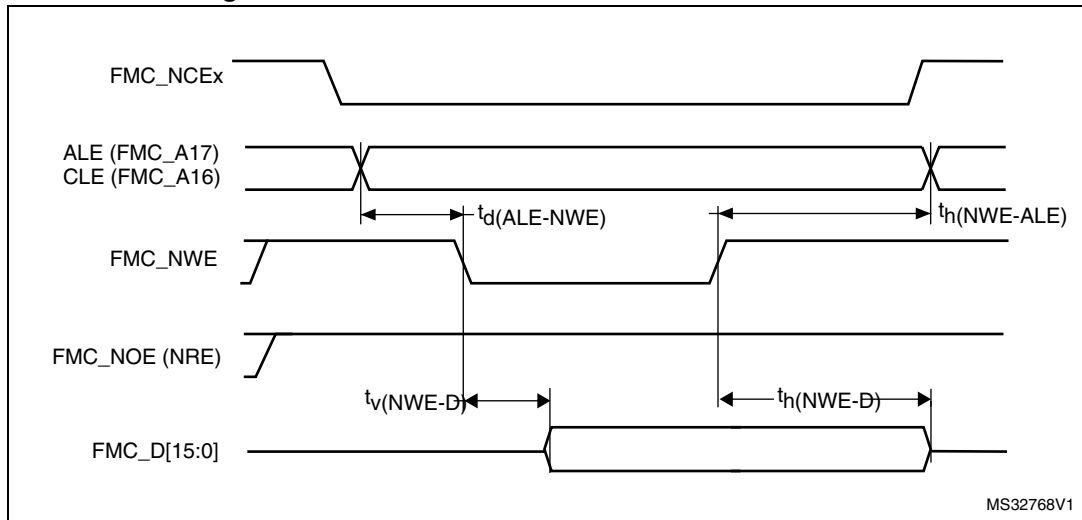 FMC_NCEx
ALE (FMC_A17)
CLE (FMC_A16)
td(ALE-NWE)
th(NWE-ALE)
FMC_NWE
FMC_NOE (NRE)
tv(NWE-D)
th(NWE-D)
FMC_D[15:0]
MS32768V1